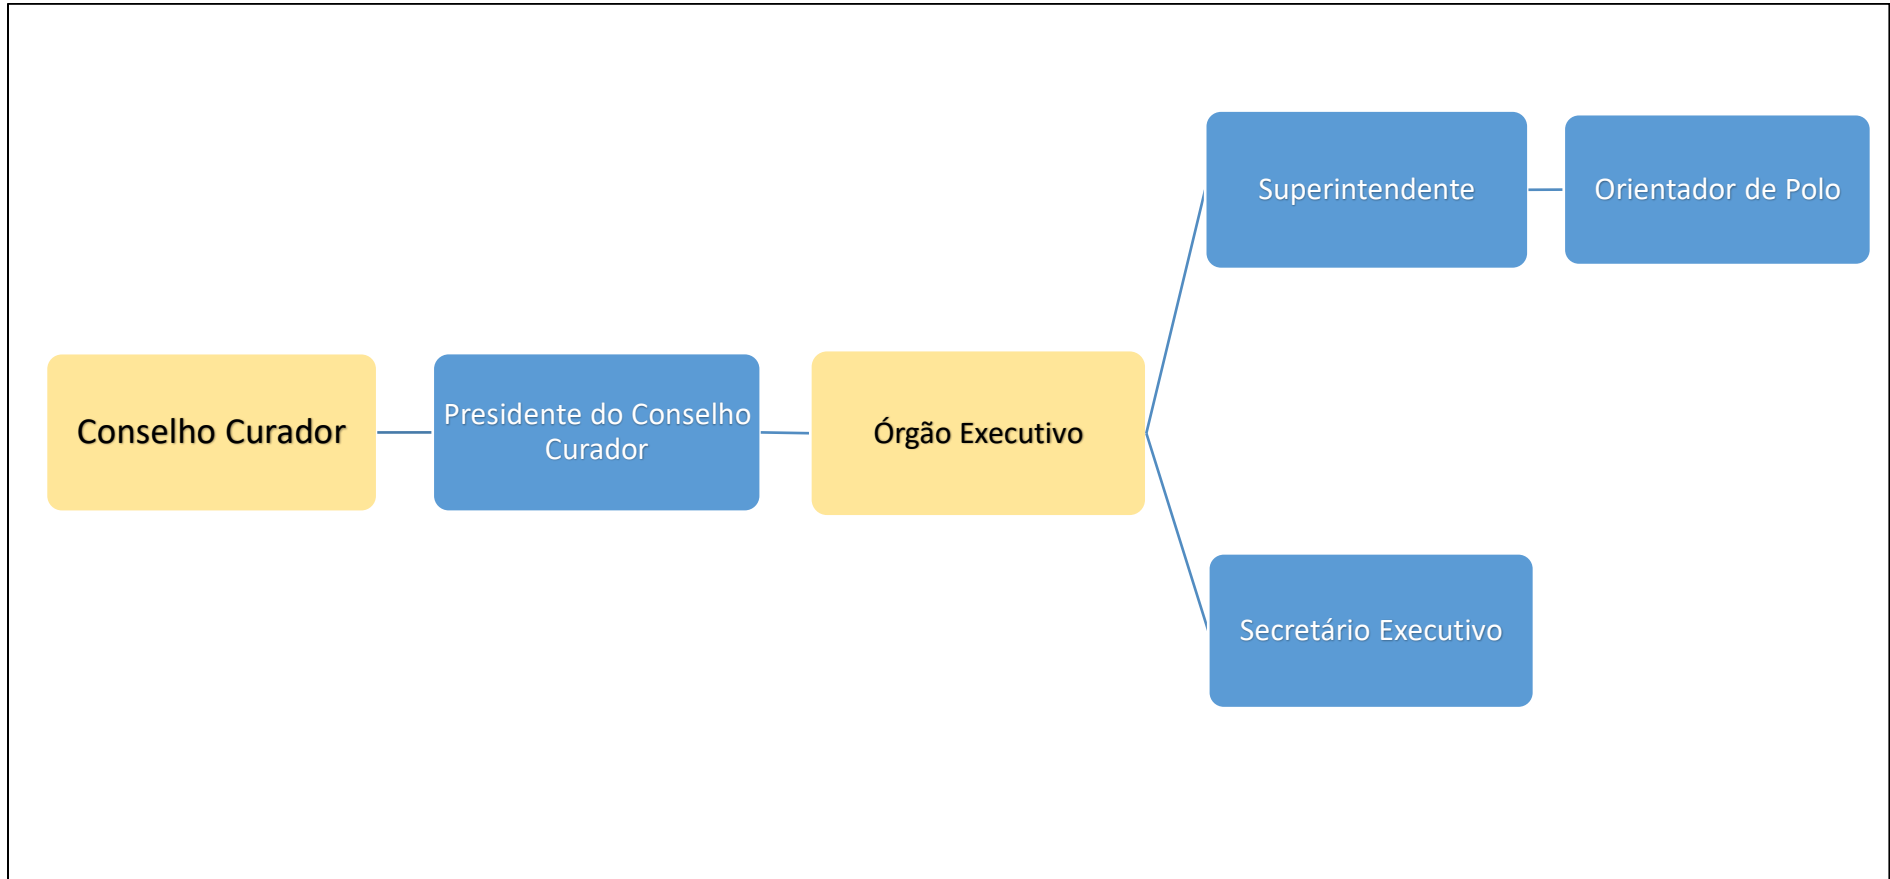 Superintendente
Orientador de Polo
Conselho Curador
Presidente do Conselho
Curador
Órgão Executivo
Secretário Executivo